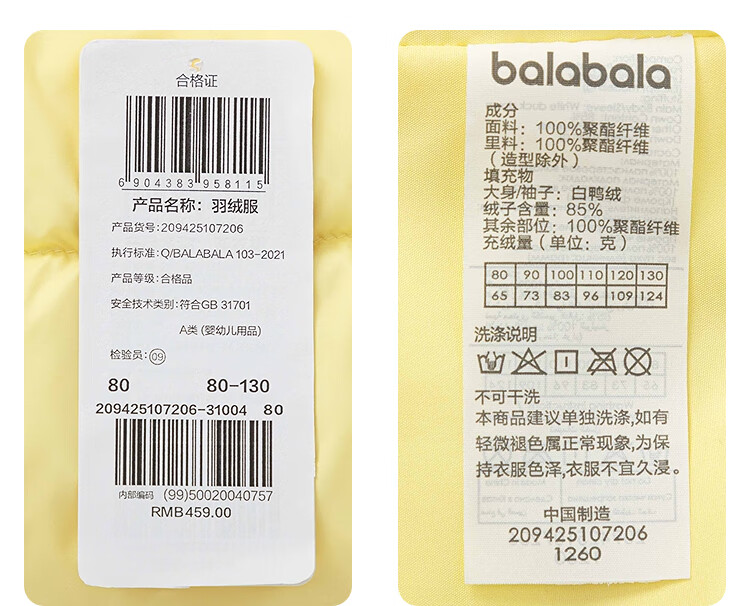 合格证
6 904383 958115
产品名称：羽绒服
产品货号：209425107206
执行标准：Q/BALABALA 103-2021
产品等级：合格品
安全技术类别：符合GB 31701
A类 (婴幼儿用品)
检验员：09
80 80-130
209425107206-31004 80
内部编码 (99)50020040757
RMB459.00
balabala
成分
面料：100%聚酯纤维
里料：100%聚酯纤维
（造型除外）
填充物
大身/袖子：白鸭绒
绒子含量：85%
其余部位：100%聚酯纤维
充绒量（单位：克）
80 90 100 110 120 130
65 73 83 96 109 124
洗涤说明
不可干洗
本商品建议单独洗涤,如有
轻微褪色属正常现象,为保
持衣服色泽,衣服不宜久浸。
中国制造
209425107206
1260